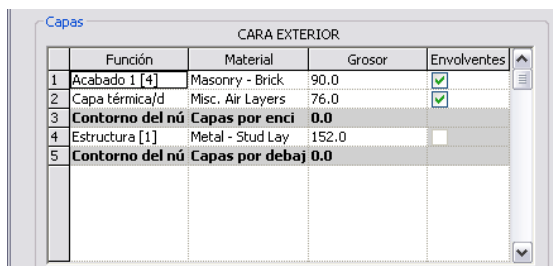 Capas
CARA EXTERIOR
Función Material Grosor Envolventes
1 Acabado 1 [4] Masonry - Brick 90.0
2 Capa térmica/d Misc. Air Layers 76.0
3 Contorno del nú Capas por enci 0.0
4 Estructura [1] Metal - Stud Lay 152.0
5 Contorno del nú Capas por debaj 0.0